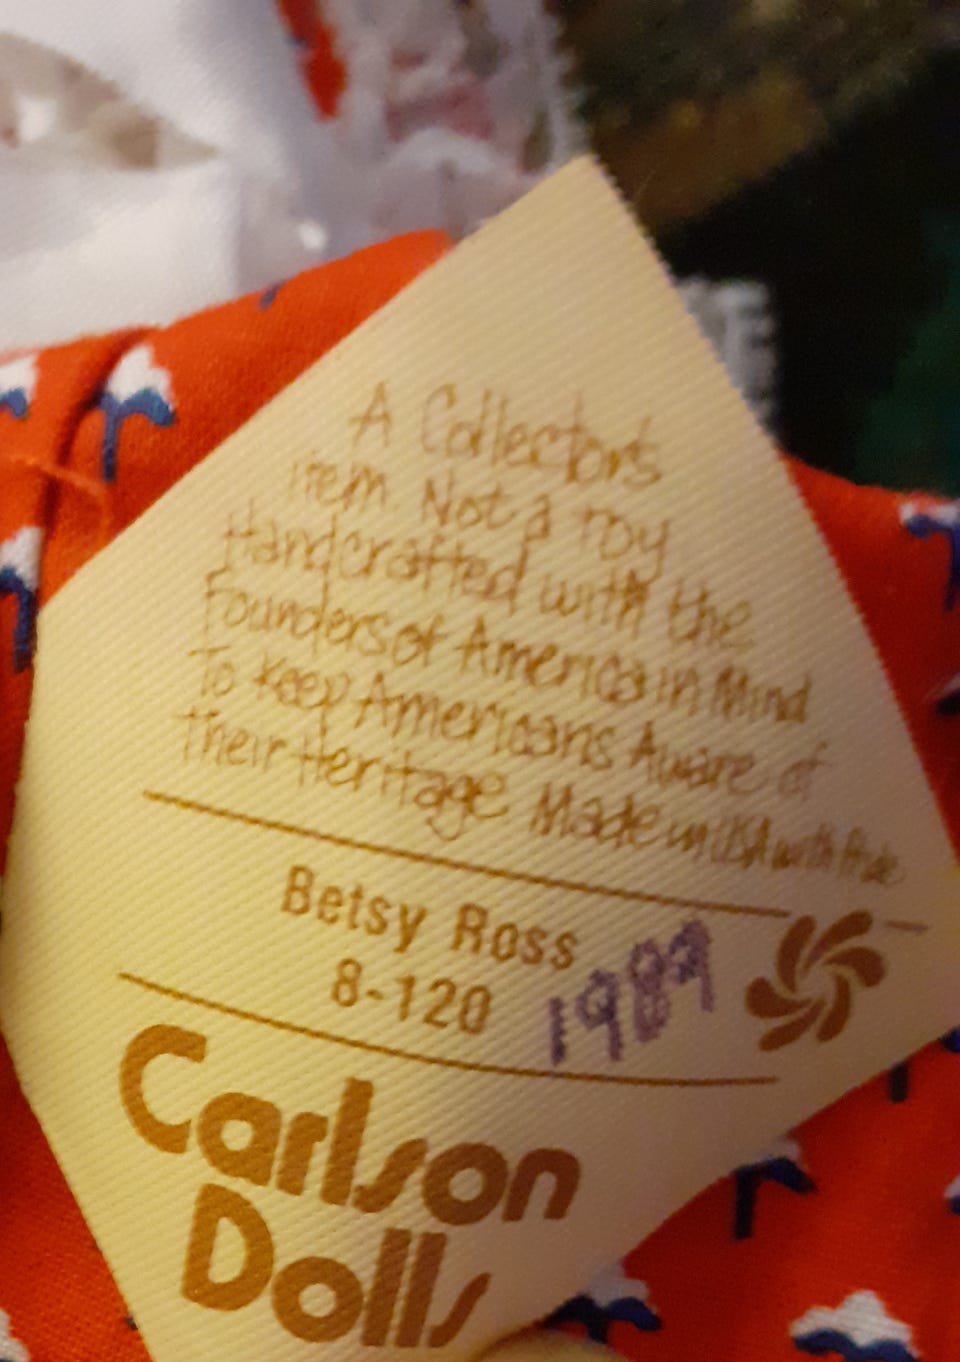 A Collector's
item. Not a Toy
Handcrafted with the
Founders of America in Mind
To Keep Americans Aware of
Their Heritage Made in USA with Pride
Betsy Ross
8-120
1989
Carlson
Dolls